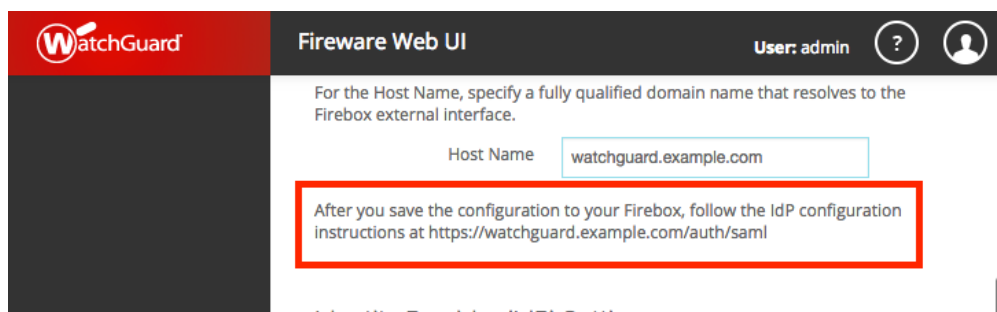 WatchGuard
Fireware Web UI
User: admin
?
For the Host Name, specify a fully qualified domain name that resolves to the
Firebox external interface.
Host Name
watchguard.example.com
After you save the configuration to your Firebox, follow the IdP configuration
instructions at https://watchguard.example.com/auth/saml